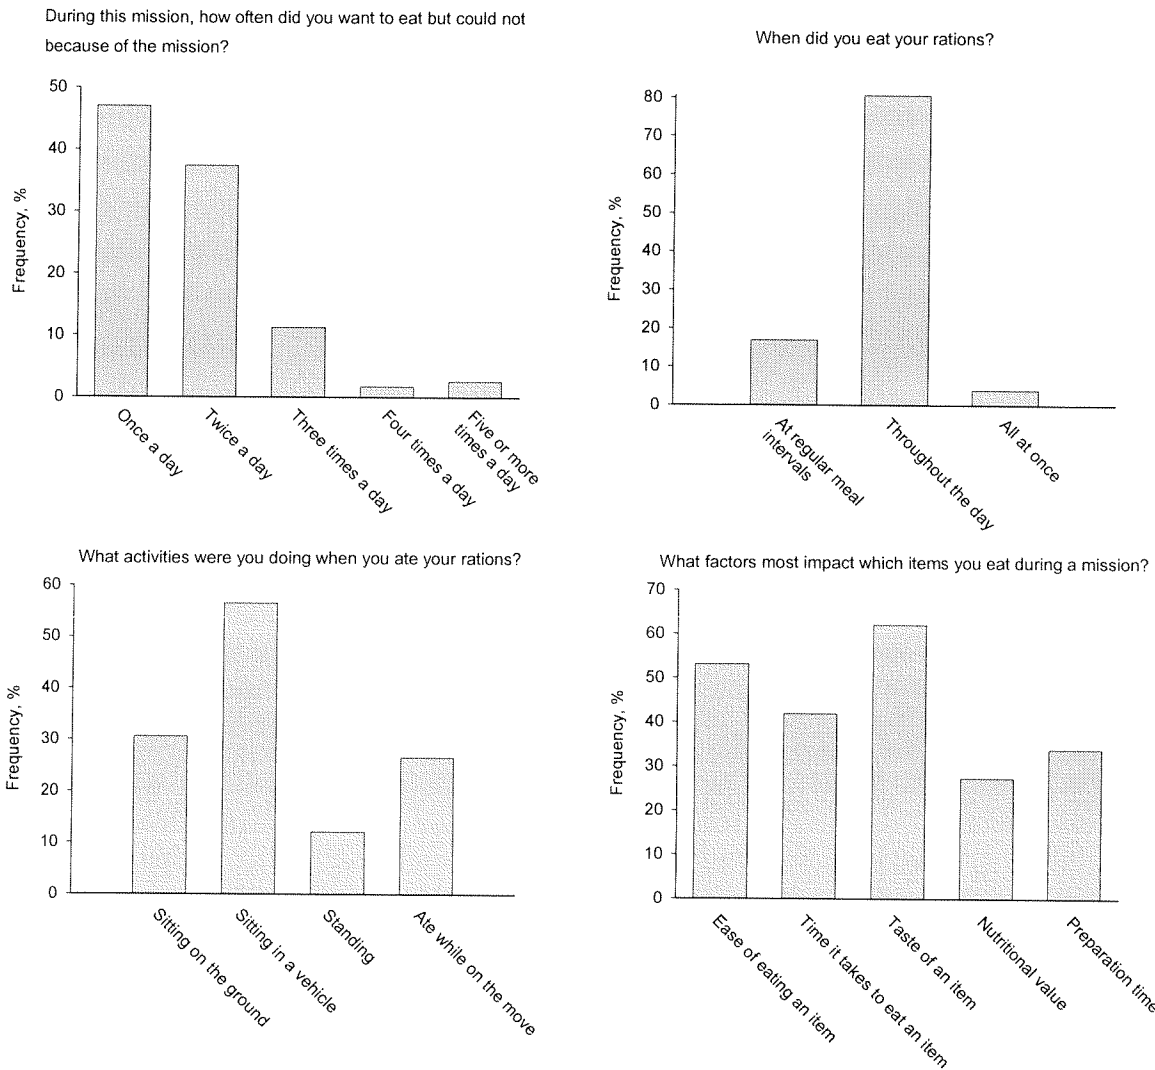 During this mission, how often did you want to eat but could not
because of the mission?
Frequency, %
50
40
30
20
10
0
Once a day
Twice a day
Three times a day
Four times a day
Five or more
times a day
When did you eat your rations?
Frequency, %
80
70
60
50
40
30
20
10
0
At regular meal
intervals
Throughout the day
All at once
What activities were you doing when you ate your rations?
Frequency, %
60
50
40
30
20
10
0
Sitting on the ground
Sitting in a vehicle
Standing
Ate while on the move
What factors most impact which items you eat during a mission?
Frequency, %
70
60
50
40
30
20
10
0
Ease of eating an item
Time it takes to eat an item
Taste of an item
Nutritional value
Preparation time